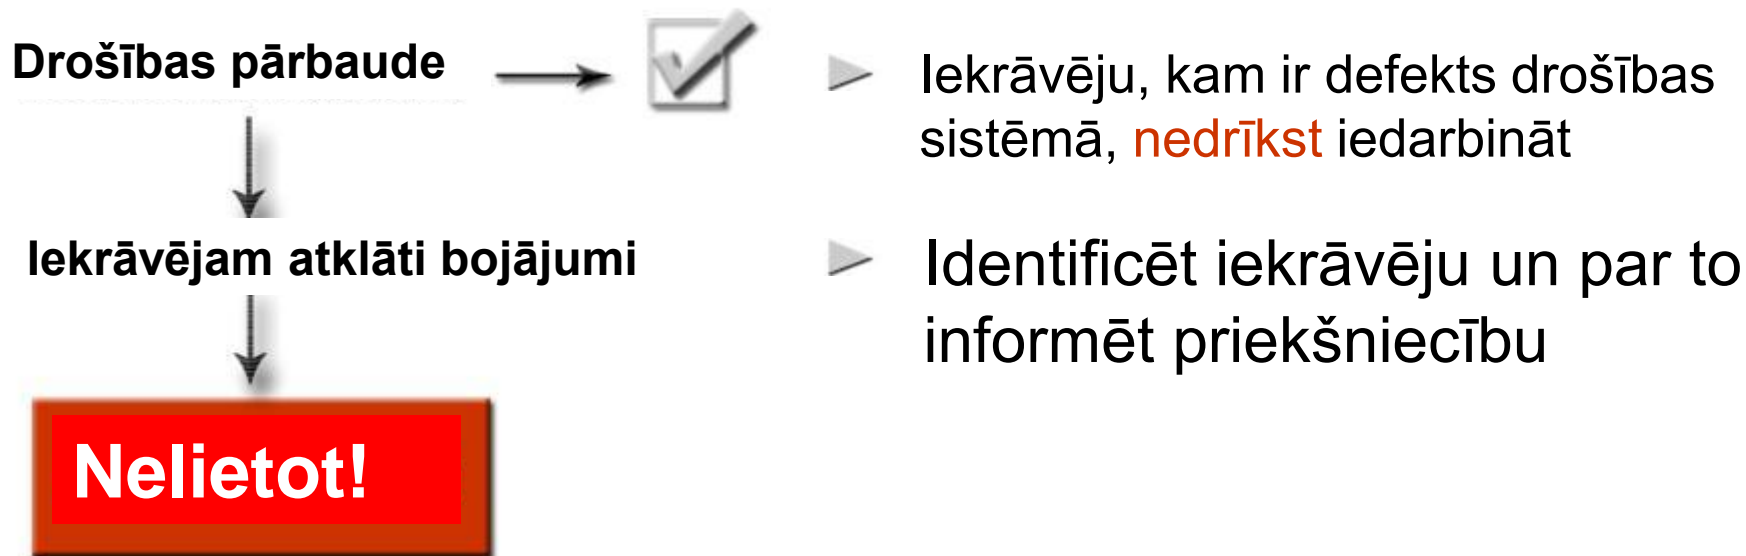 Drošības pārbaude
Iekrāvējam atklāti bojājumi
Nelietot!
Iekrāvēju, kam ir defekts drošības
sistēmā, nedrīkst iedarbināt
Identificēt iekrāvēju un par to
informēt priekšniecību